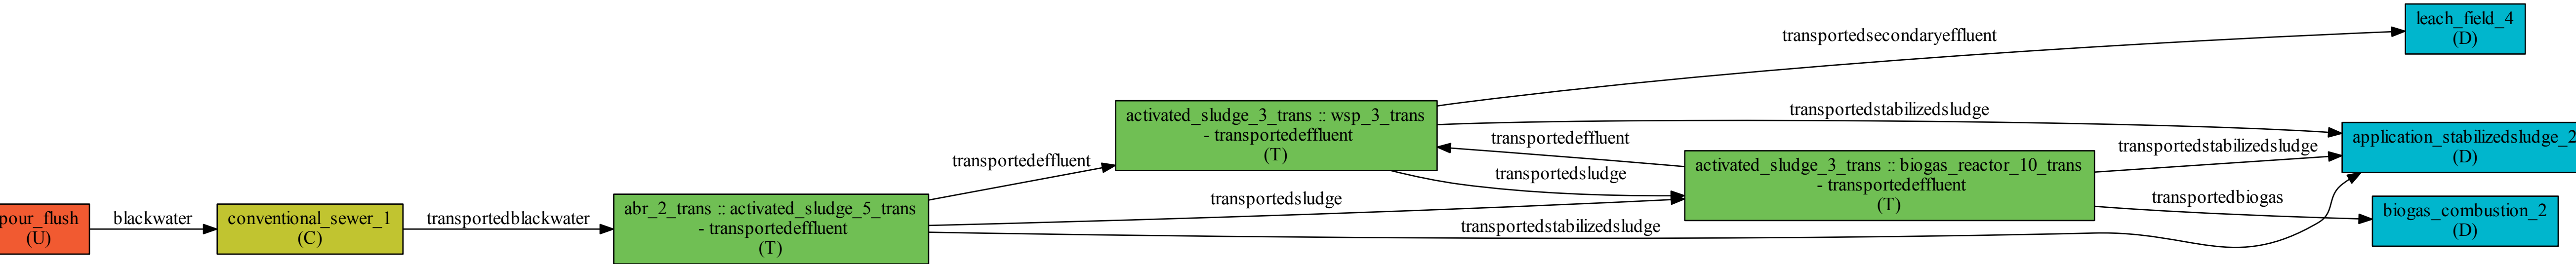 pour_flush
(U)
blackwater
conventional_sewer_1
(C)
transportedblackwater
abr_2_trans :: activated_sludge_5_trans
- transportedeffluent
(T)
transportedeffluent
transportedsludge
transportedstabilizedsludge
activated_sludge_3_trans :: wsp_3_trans
- transportedeffluent
(T)
transportedsecondaryeffluent
transportedstabilizedsludge
transportedeffluent
transportedsludge
activated_sludge_3_trans :: biogas_reactor_10_trans
- transportedeffluent
(T)
transportedstabilizedsludge
transportedbiogas
leach_field_4
(D)
application_stabilizedsludge_2
(D)
biogas_combustion_2
(D)